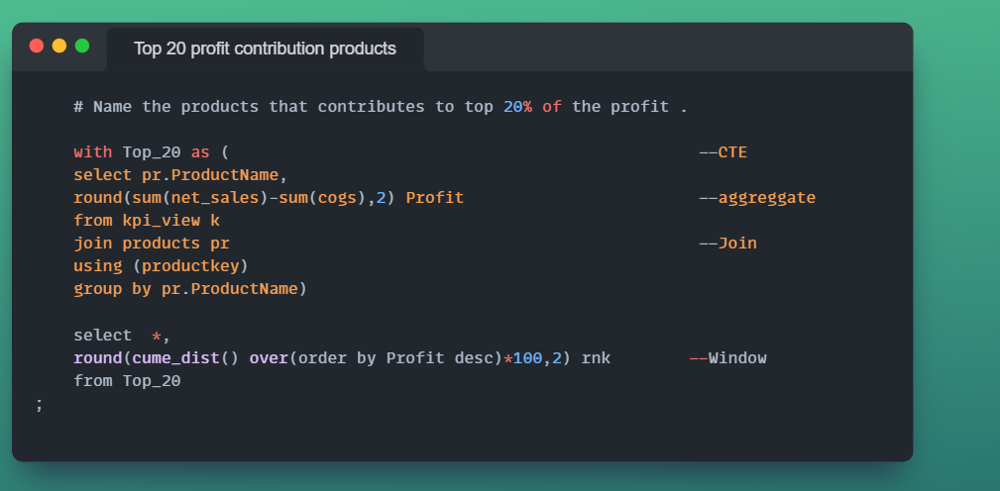 Top 20 profit contribution products
# Name the products that contributes to top 20% of the profit .
with Top_20 as ( --CTE
select pr.ProductName,
round(sum(net_sales)-sum(cogs),2) Profit --aggreggate
from kpi_view k
join products pr --Join
using (productkey)
group by pr.ProductName)
select *,
round(cume_dist() over(order by Profit desc)*100,2) rnk --Window
from Top_20
;